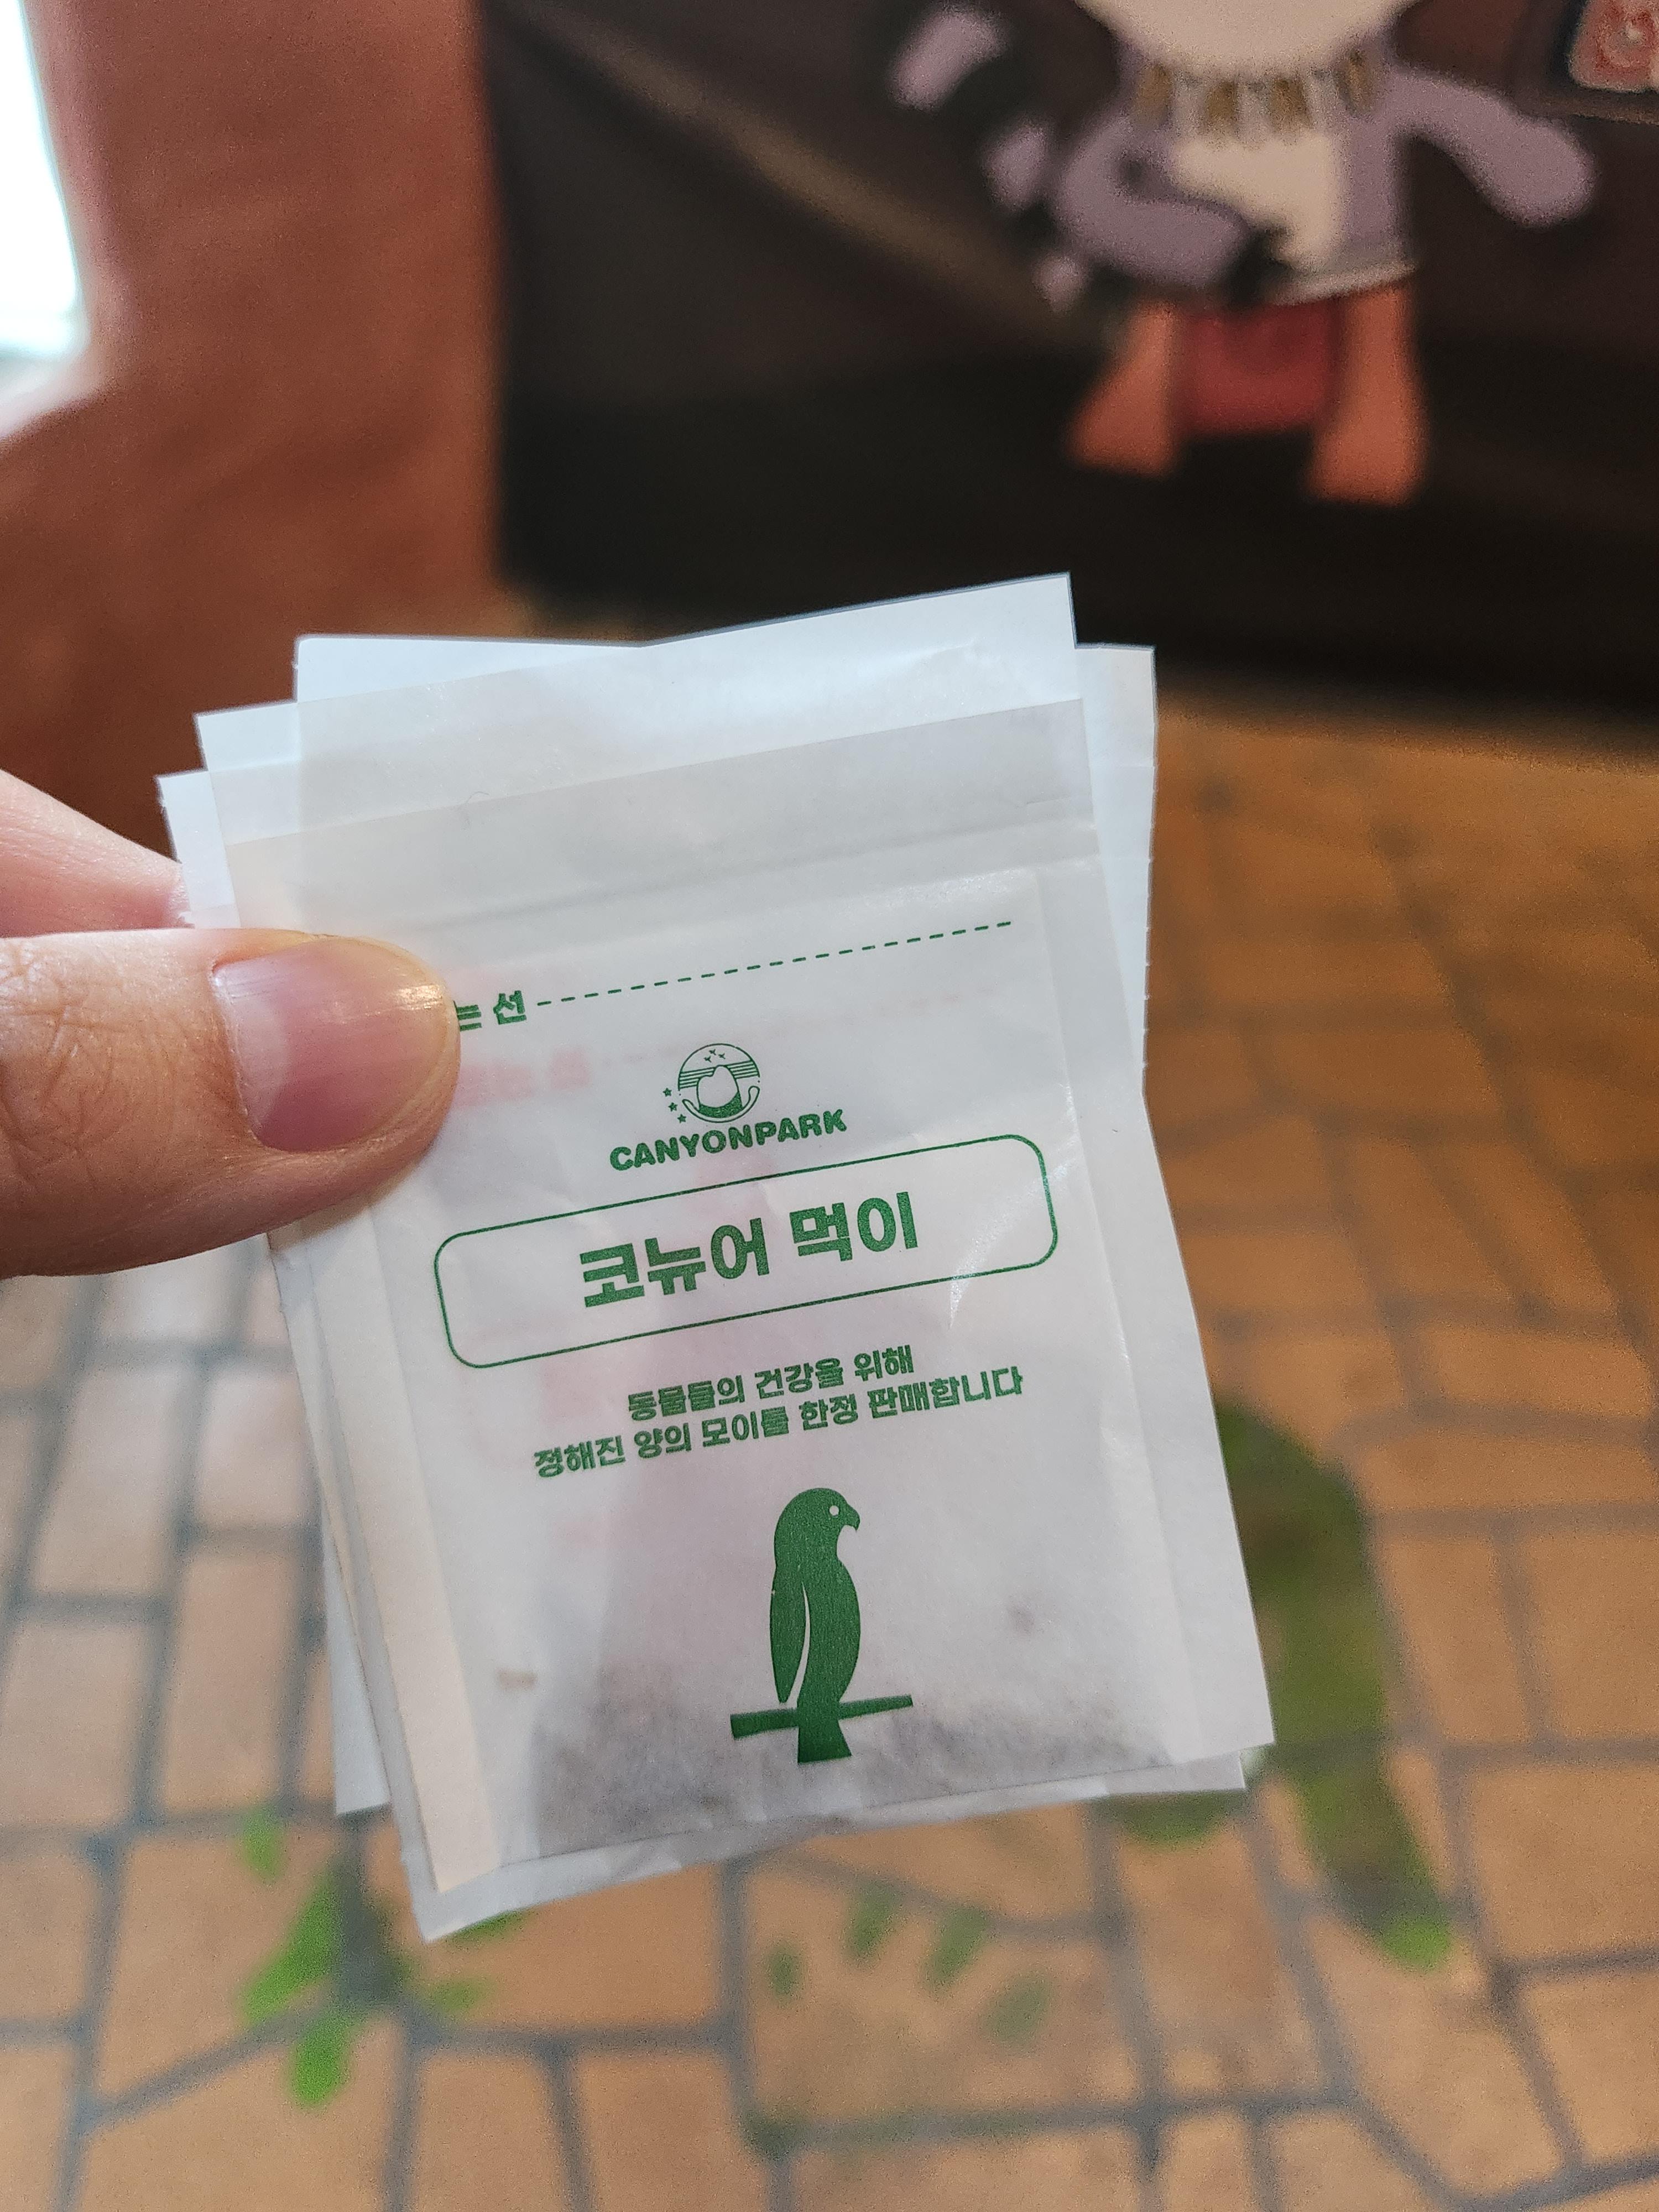 는 선
CANYONPARK
코뉴어 먹이
동물들의 건강을 위해
정해진 양의 모이를 한정 판매합니다